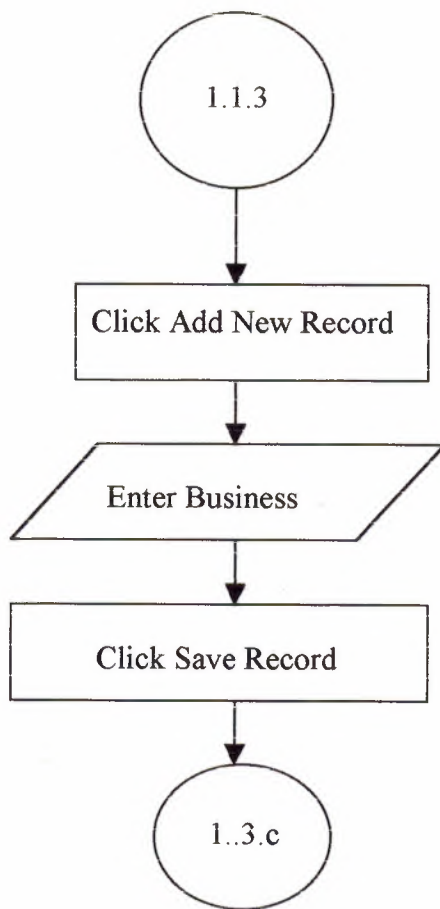 1.1.3
Click Add New Record
Enter Business
Click Save Record
1..3.c